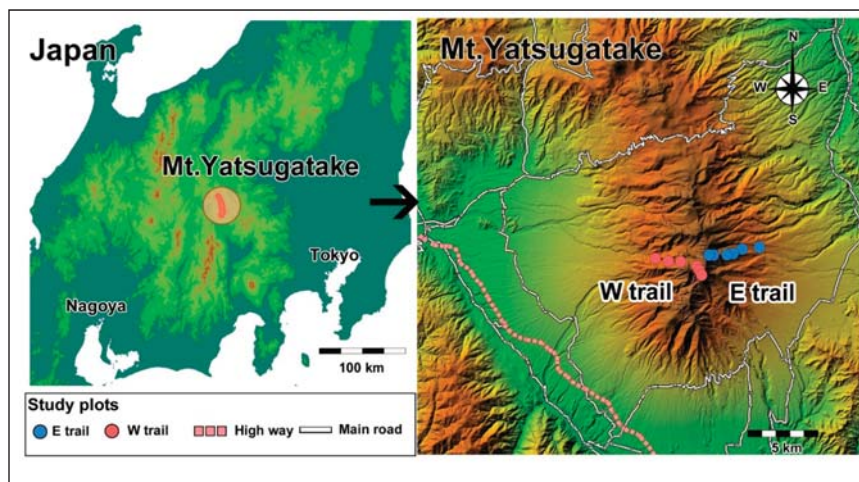 Japan
Mt.Yatsugatake
Tokyo
Nagoya
100 km
Mt.Yatsugatake
N
W E
S
W trail E trail
5 km
Study plots
E trail W trail High way Main road